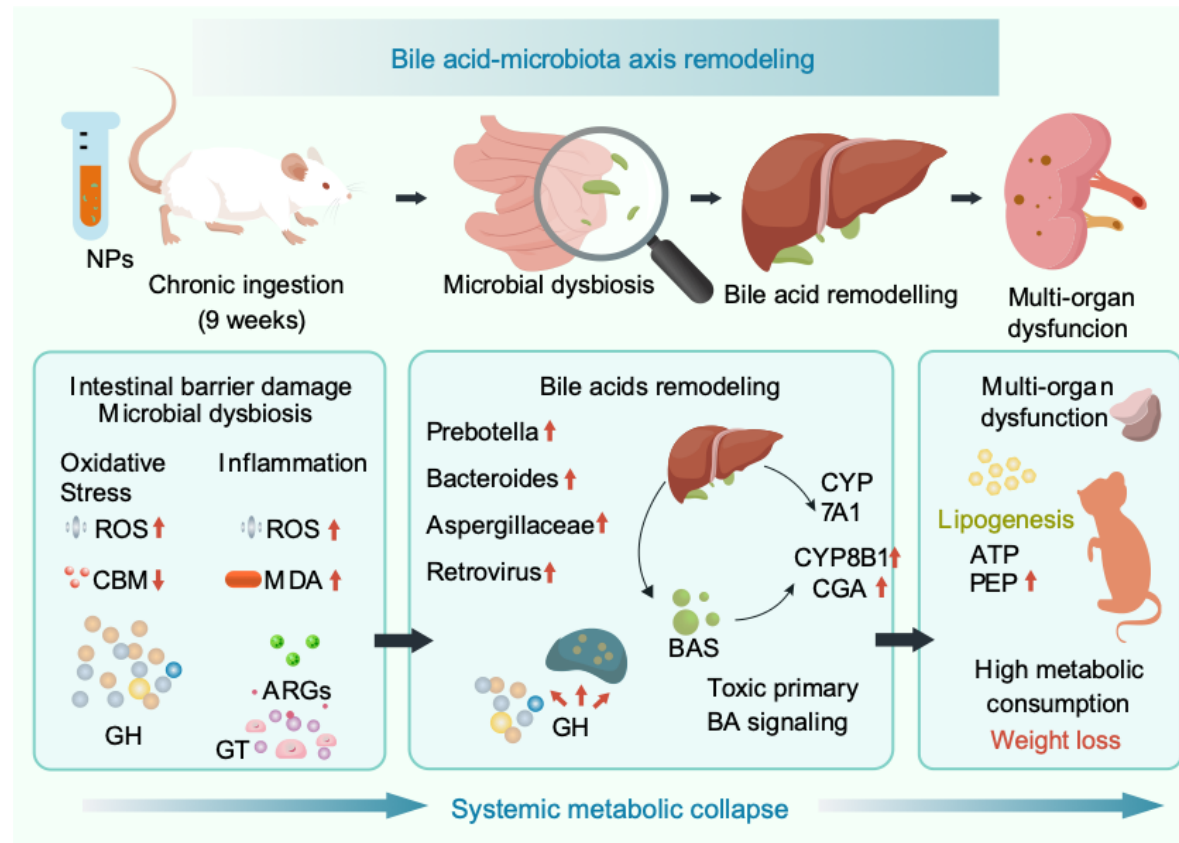 Bile acid-microbiota axis remodeling
NPs
Chronic ingestion
(9 weeks)
Microbial dysbiosis
Bile acid remodelling
Multi-organ
dysfuncion
Intestinal barrier damage
Microbial dysbiosis
Oxidative
Stress
ROS
CBM
GH
Inflammation
ROS
MDA
ARGs
GT
Bile acids remodeling
Prebotella
Bacteroides
Aspergillaceae
Retrovirus
CYP
7A1
CYP8B1
CGA
BAS
GH
Toxic primary
BA signaling
Multi-organ
dysfunction
Lipogenesis
ATP
PEP
High metabolic
consumption
Weight loss
Systemic metabolic collapse